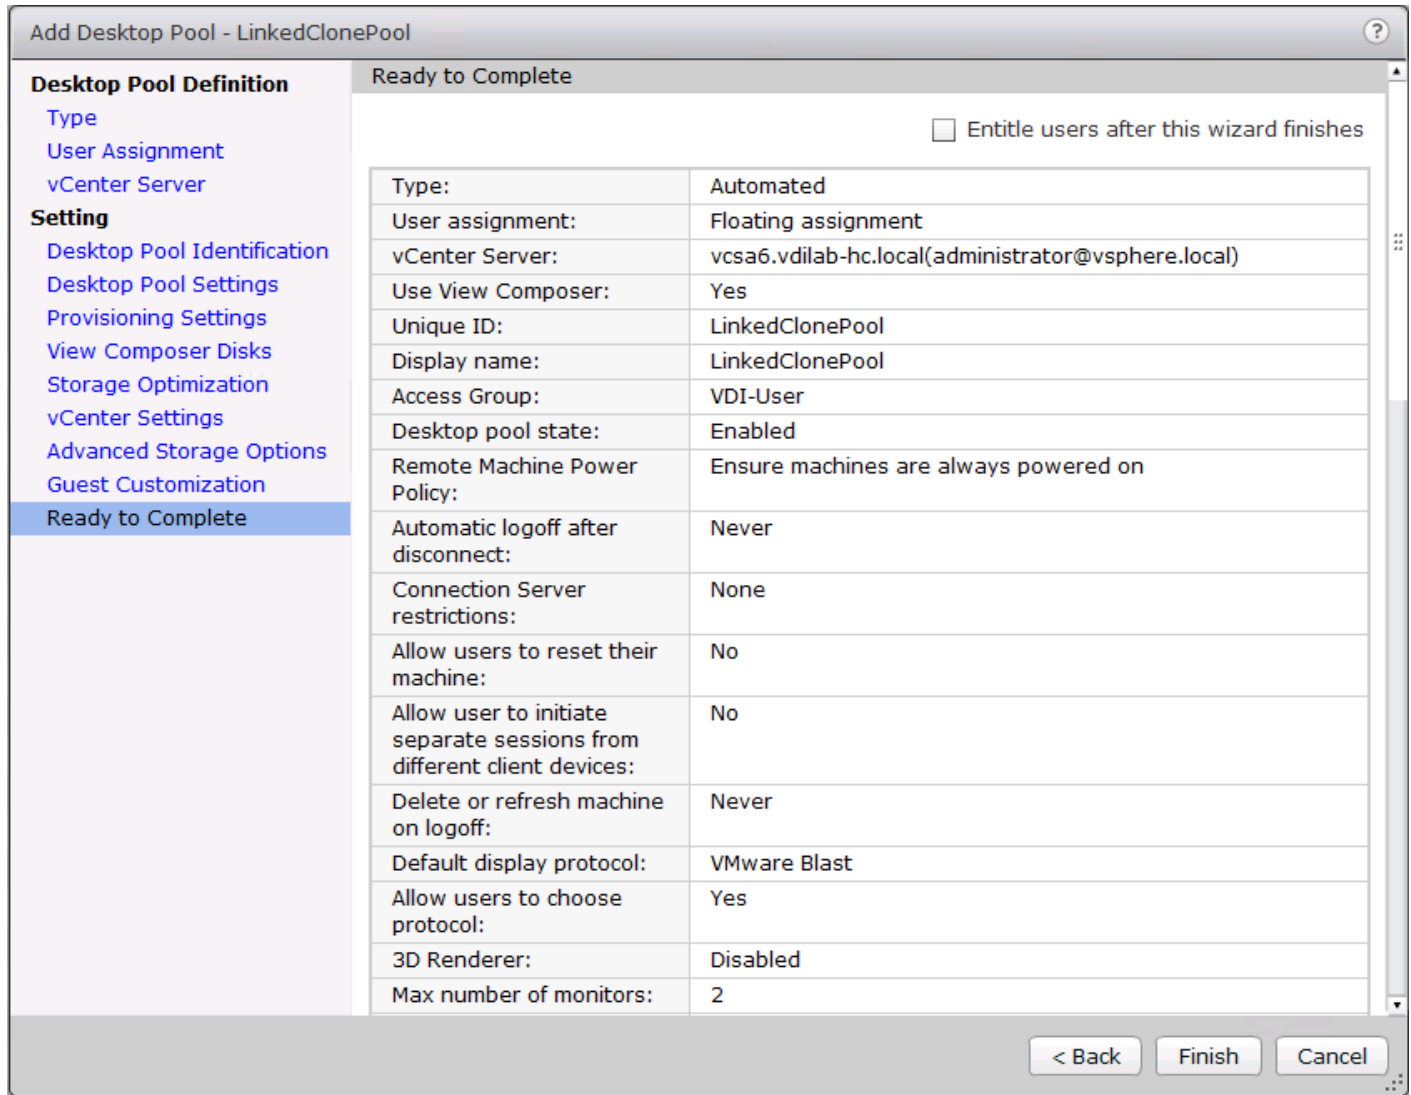 Add Desktop Pool - LinkedClonePool
?
Desktop Pool Definition
Type
User Assignment
vCenter Server
Setting
Desktop Pool Identification
Desktop Pool Settings
Provisioning Settings
View Composer Disks
Storage Optimization
vCenter Settings
Advanced Storage Options
Guest Customization
Ready to Complete
Ready to Complete
Entitle users after this wizard finishes
Type: Automated
User assignment: Floating assignment
vCenter Server: vcsa6.vdilab-hc.local(administrator@vsphere.local)
Use View Composer: Yes
Unique ID: LinkedClonePool
Display name: LinkedClonePool
Access Group: VDI-User
Desktop pool state: Enabled
Remote Machine Power Ensure machines are always powered on
Policy:
Automatic logoff after Never
disconnect:
Connection Server None
restrictions:
Allow users to reset their No
machine:
Allow user to initiate No
separate sessions from
different client devices:
Delete or refresh machine Never
on logoff:
Default display protocol: VMware Blast
Allow users to choose Yes
protocol:
3D Renderer: Disabled
Max number of monitors: 2
< Back Finish Cancel